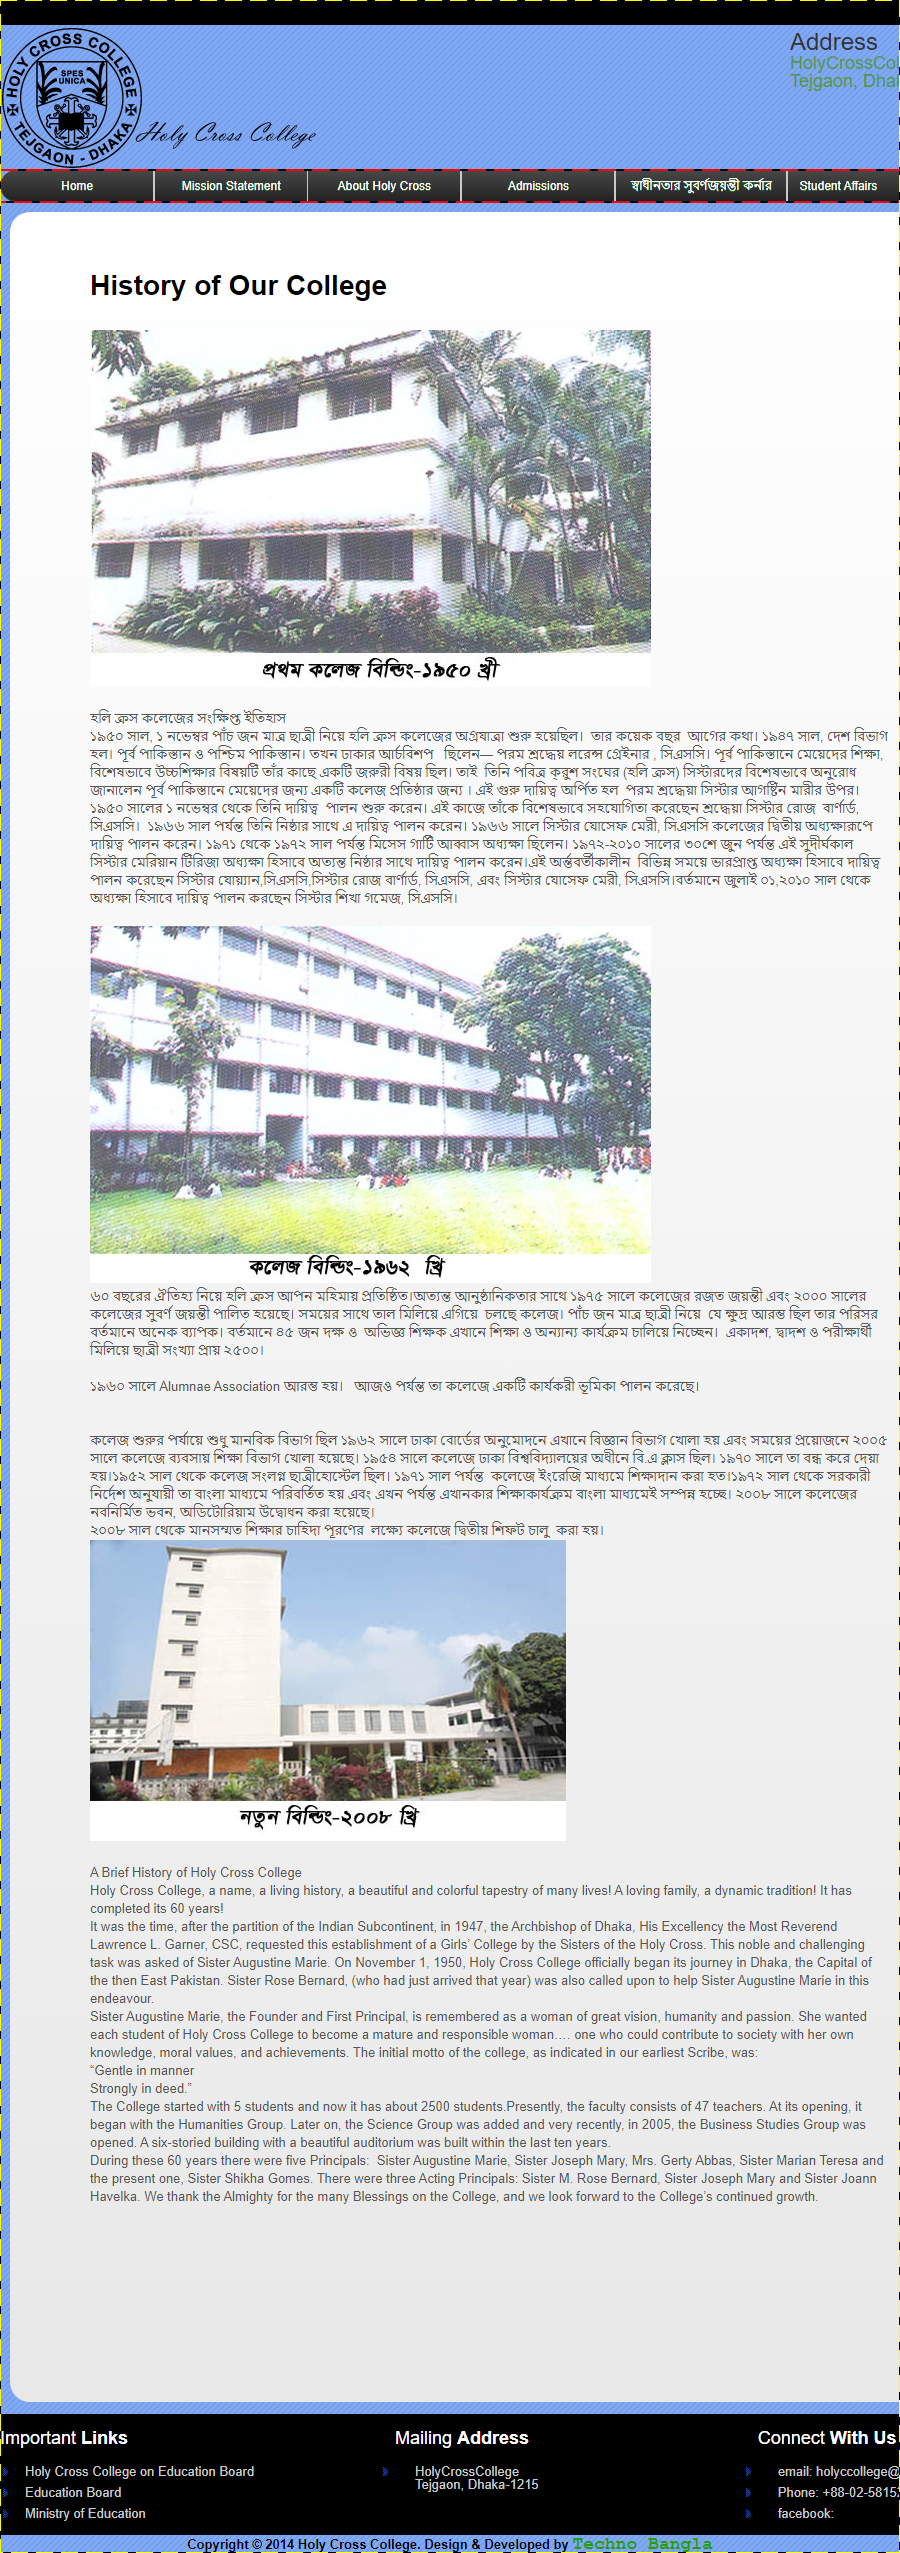 HOLY CROSS COLLEGE
SPES
UNICA
TEJGAON - DHAKA
Holy Cross College
Address
HolyCrossCol
Tejgaon, Dhal
Home
Mission Statement
About Holy Cross
Admissions
স্বাধীনতার সুবর্ণজয়ন্তী কর্নার
Student Affairs
History of Our College
প্রথম কলেজ বিল্ডিং-১৯৫০ খ্রী
হলি ক্রস কলেজের সংক্ষিপ্ত ইতিহাস
১৯৫০ সাল, ১ নভেম্বর পাঁচ জন মাত্র ছাত্রী নিয়ে হলি ক্রস কলেজের অগ্রযাত্রা শুরু হয়েছিল। তার কয়েক বছর আগের কথা। ১৯৪৭ সাল, দেশ বিভাগ
হল। পূর্ব পাকিস্তান ও পশ্চিম পাকিস্তান। তখন ঢাকার আর্চবিশপ ছিলেন— পরম শ্রদ্ধেয় লরেন্স গ্রেইনার , সিএসসি। পূর্ব পাকিস্তানে মেয়েদের শিক্ষা,
বিশেষভাবে উচ্চশিক্ষার বিষয়টি তাঁর কাছে একটি জরুরী বিষয় ছিল। তাই তিনি পবিত্র ক্রুশ সংঘের (হলি ক্রস) সিস্টারদের বিশেষভাবে অনুরোধ
জানালেন পূর্ব পাকিস্তানে মেয়েদের জন্য একটি কলেজ প্রতিষ্ঠার জন্য । এই গুরু দায়িত্ব অর্পিত হল পরম শ্রদ্ধেয়া সিস্টার আগষ্টিন মারীর উপর।
১৯৫০ সালের ১ নভেম্বর থেকে তিনি দায়িত্ব পালন শুরু করেন। এই কাজে তাঁকে বিশেষভাবে সহযোগিতা করেছেন শ্রদ্ধেয়া সিস্টার রোজ বার্ণার্ড,
সিএসসি। ১৯৬৬ সাল পর্যন্ত তিনি নিষ্ঠার সাথে এ দায়িত্ব পালন করেন। ১৯৬৬ সালে সিস্টার যোসেফ মেরী, সিএসসি কলেজের দ্বিতীয় অধ্যক্ষারূপে
দায়িত্ব পালন করেন। ১৯৭১ থেকে ১৯৭২ সাল পর্যন্ত মিসেস গার্টি আব্বাস অধ্যক্ষা ছিলেন। ১৯৭২-২০১০ সালের ৩০শে জুন পর্যন্ত এই সুদীর্ঘকাল
সিস্টার মেরিয়ান টিরিজা অধ্যক্ষা হিসাবে অত্যন্ত নিষ্ঠার সাথে দায়িত্ব পালন করেন।এই অর্ন্তবর্তীকালীন বিভিন্ন সময়ে ভারপ্রাপ্ত অধ্যক্ষা হিসাবে দায়িত্ব
পালন করেছেন সিস্টার যোয়্যান,সিএসসি,সিস্টার রোজ বার্ণার্ড, সিএসসি, এবং সিস্টার যোসেফ মেরী, সিএসসি।বর্তমানে জুলাই ০১,২০১০ সাল থেকে
অধ্যক্ষা হিসাবে দায়িত্ব পালন করছেন সিস্টার শিখা গমেজ, সিএসসি।
কলেজ বিল্ডিং-১৯৬২ খ্রি
৬০ বছরের ঐতিহ্য নিয়ে হলি ক্রস আপন মহিমায় প্রতিষ্ঠিত।অত্যন্ত আনুষ্ঠানিকতার সাথে ১৯৭৫ সালে কলেজের রজত জয়ন্তী এবং ২০০০ সালের
কলেজের সুবর্ণ জয়ন্তী পালিত হয়েছে। সময়ের সাথে তাল মিলিয়ে এগিয়ে চলছে কলেজ। পাঁচ জন মাত্র ছাত্রী নিয়ে যে ক্ষুদ্র আরম্ভ ছিল তার পরিসর
বর্তমানে অনেক ব্যাপক। বর্তমানে ৪৫ জন দক্ষ ও অভিজ্ঞ শিক্ষক এখানে শিক্ষা ও অন্যান্য কার্যক্রম চালিয়ে নিচ্ছেন। একাদশ, দ্বাদশ ও পরীক্ষার্থী
মিলিয়ে ছাত্রী সংখ্যা প্রায় ২৫০০।
১৯৬০ সালে Alumnae Association আরম্ভ হয়। আজও পর্যন্ত তা কলেজে একটি কার্যকরী ভূমিকা পালন করেছে।
কলেজ শুরুর পর্যায়ে শুধু মানবিক বিভাগ ছিল ১৯৬২ সালে ঢাকা বোর্ডের অনুমোদনে এখানে বিজ্ঞান বিভাগ খোলা হয় এবং সময়ের প্রয়োজনে ২০০৫
সালে কলেজে ব্যবসায় শিক্ষা বিভাগ খোলা হয়েছে। ১৯৫৪ সালে কলেজে ঢাকা বিশ্ববিদ্যালয়ের অধীনে বি.এ ক্লাস ছিল। ১৯৭০ সালে তা বন্ধ করে দেয়া
হয়।১৯৫২ সাল থেকে কলেজ সংলগ্ন ছাত্রীহোস্টেল ছিল। ১৯৭১ সাল পর্যন্ত কলেজে ইংরেজি মাধ্যমে শিক্ষাদান করা হত।১৯৭২ সাল থেকে সরকারী
নির্দেশ অনুযায়ী তা বাংলা মাধ্যমে পরিবর্তিত হয় এবং এখন পর্যন্ত এখানকার শিক্ষাকার্যক্রম বাংলা মাধ্যমেই সম্পন্ন হচ্ছে। ২০০৮ সালে কলেজের
নবনির্মিত ভবন, অডিটোরিয়াম উদ্বোধন করা হয়েছে।
২০০৮ সাল থেকে মানসম্মত শিক্ষার চাহিদা পূরণের লক্ষ্যে কলেজে দ্বিতীয় শিফট চালু করা হয়।
নতুন বিল্ডিং-২০০৮ খ্রি
A Brief History of Holy Cross College
Holy Cross College, a name, a living history, a beautiful and colorful tapestry of many lives! A loving family, a dynamic tradition! It has
completed its 60 years!
It was the time, after the partition of the Indian Subcontinent, in 1947, the Archbishop of Dhaka, His Excellency the Most Reverend
Lawrence L. Garner, CSC, requested this establishment of a Girls’ College by the Sisters of the Holy Cross. This noble and challenging
task was asked of Sister Augustine Marie. On November 1, 1950, Holy Cross College officially began its journey in Dhaka, the Capital of
the then East Pakistan. Sister Rose Bernard, (who had just arrived that year) was also called upon to help Sister Augustine Marie in this
endeavour.
Sister Augustine Marie, the Founder and First Principal, is remembered as a woman of great vision, humanity and passion. She wanted
each student of Holy Cross College to become a mature and responsible woman…. one who could contribute to society with her own
knowledge, moral values, and achievements. The initial motto of the college, as indicated in our earliest Scribe, was:
“Gentle in manner
Strongly in deed.”
The College started with 5 students and now it has about 2500 students.Presently, the faculty consists of 47 teachers. At its opening, it
began with the Humanities Group. Later on, the Science Group was added and very recently, in 2005, the Business Studies Group was
opened. A six-storied building with a beautiful auditorium was built within the last ten years.
During these 60 years there were five Principals: Sister Augustine Marie, Sister Joseph Mary, Mrs. Gerty Abbas, Sister Marian Teresa and
the present one, Sister Shikha Gomes. There were three Acting Principals: Sister M. Rose Bernard, Sister Joseph Mary and Sister Joann
Havelka. We thank the Almighty for the many Blessings on the College, and we look forward to the College’s continued growth.
Important Links
Holy Cross College on Education Board
Education Board
Ministry of Education
Mailing Address
HolyCrossCollege
Tejgaon, Dhaka-1215
Connect With Us
email: holyccollege@
Phone: +88-02-5815
facebook:
Copyright © 2014 Holy Cross College. Design & Developed by Techno Bangla